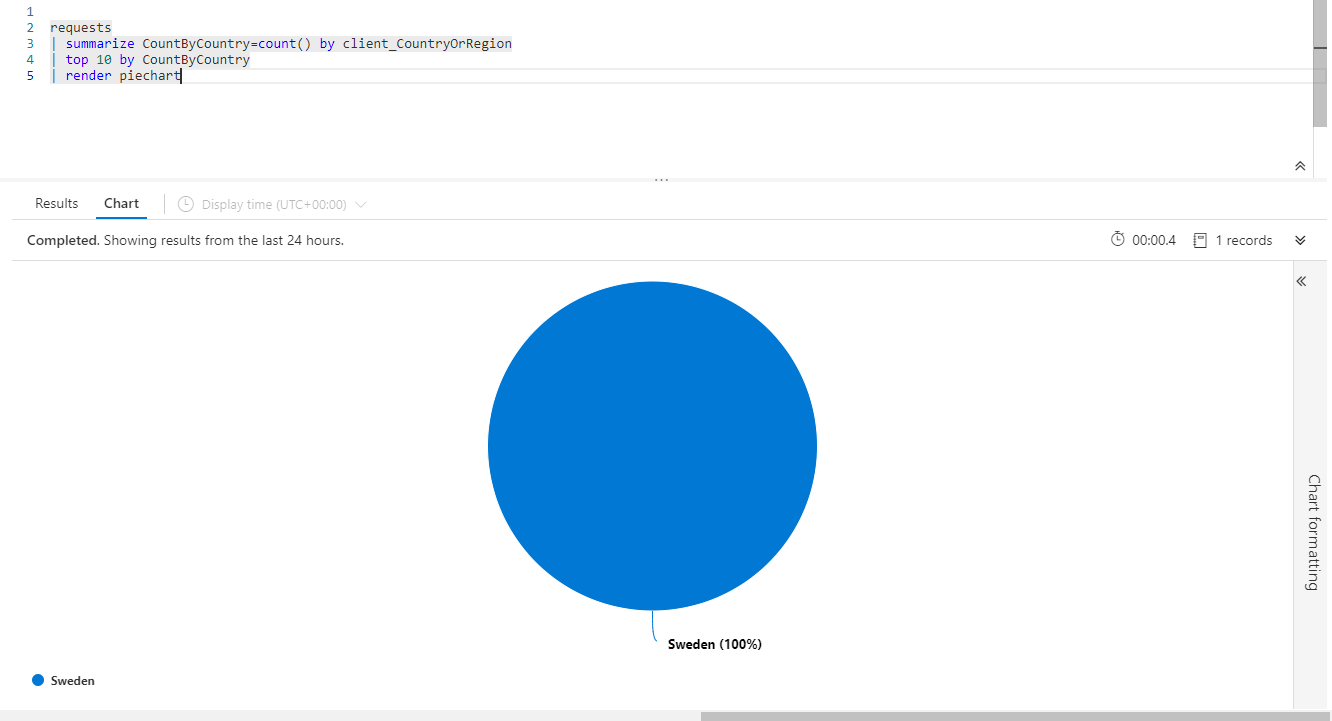 1
2 requests
3 | summarize CountByCountry=count() by client_CountryOrRegion
4 | top 10 by CountByCountry
5 | render piechart
...
Results Chart Display time (UTC+00:00)
Completed. Showing results from the last 24 hours. 00:00.4 1 records
Chart formatting
Sweden (100%)
Sweden